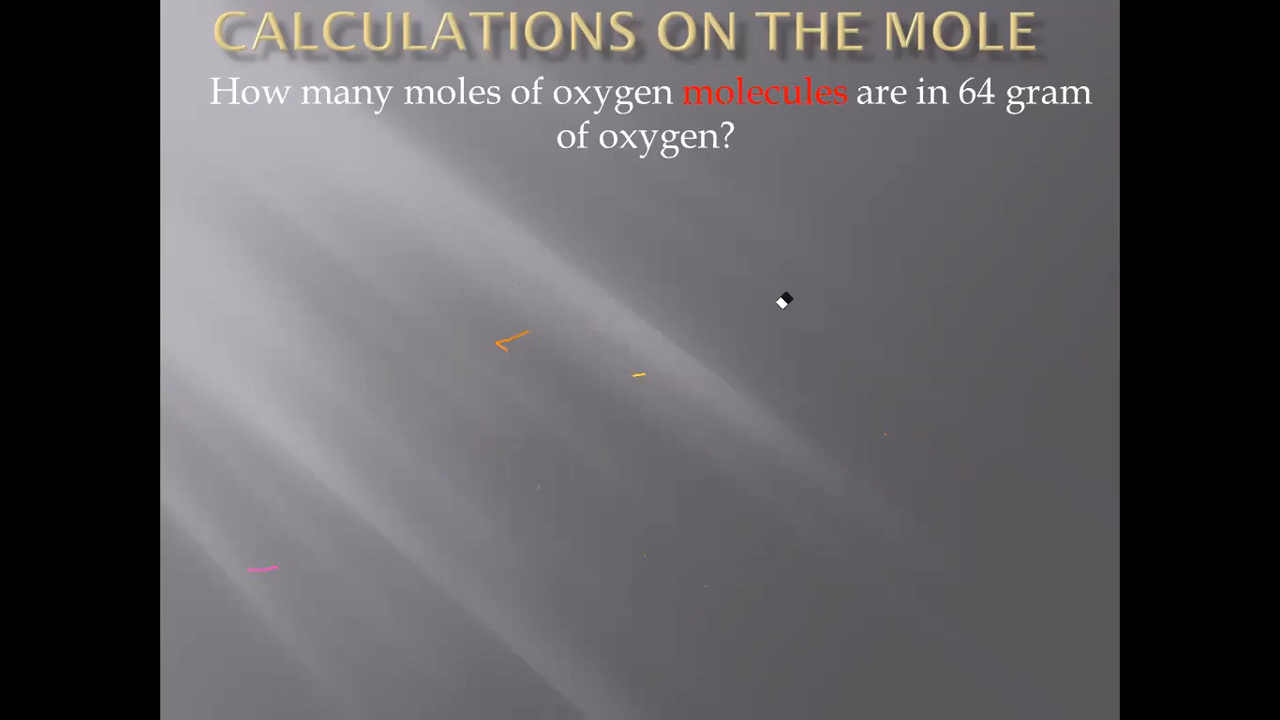 CALCULATIONS ON THE MOLE
How many moles of oxygen molecules are in 64 gram
of oxygen?